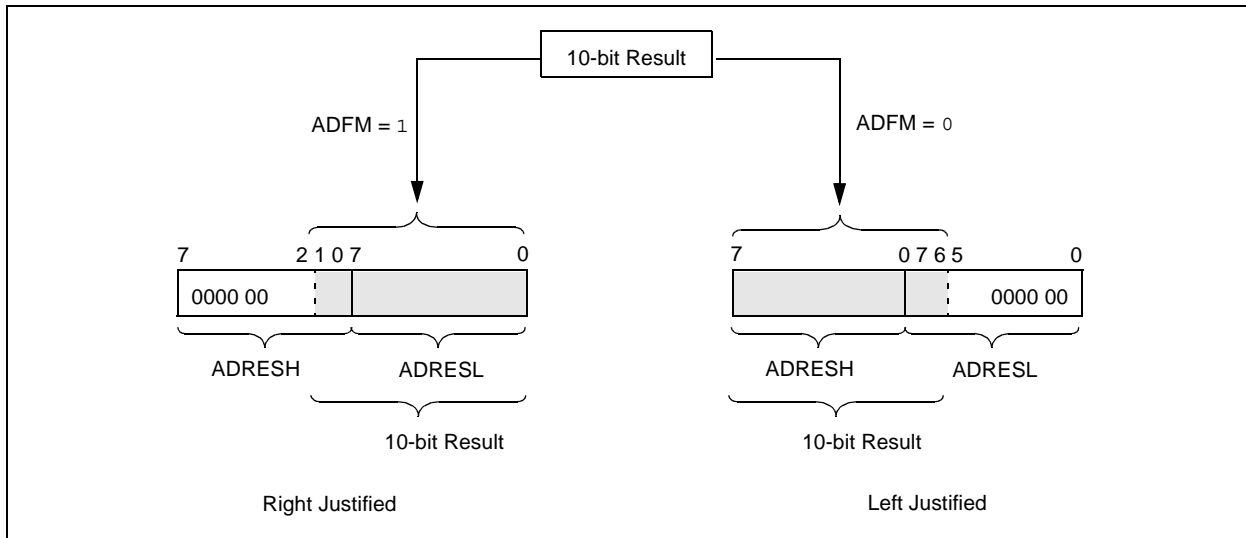 10-bit Result
ADFM = 1
ADFM = 0
7 2 1 0 7 0
7 0 7 6 5 0
0000 00
0000 00
ADRESH ADRESL
ADRESH ADRESL
10-bit Result
10-bit Result
Right Justified
Left Justified